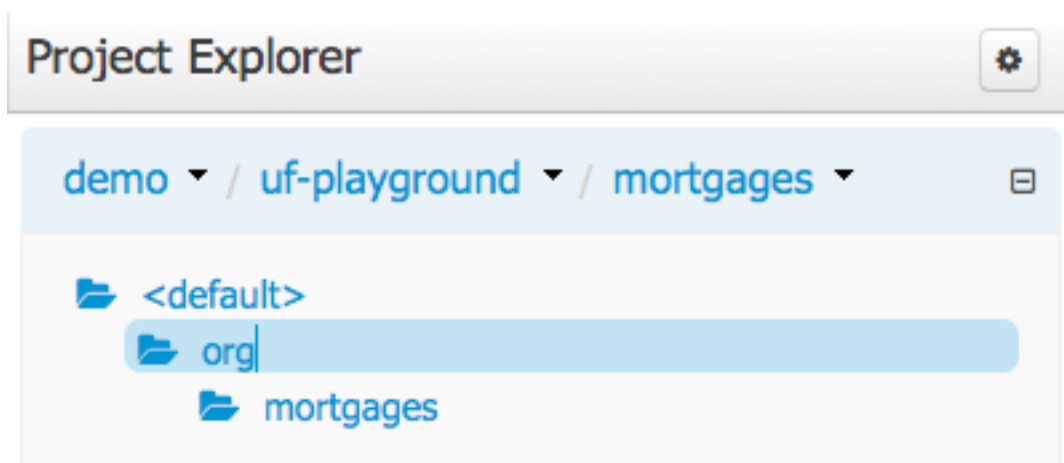 Project Explorer
demo / uf-playground / mortgages
<default>
org
mortgages